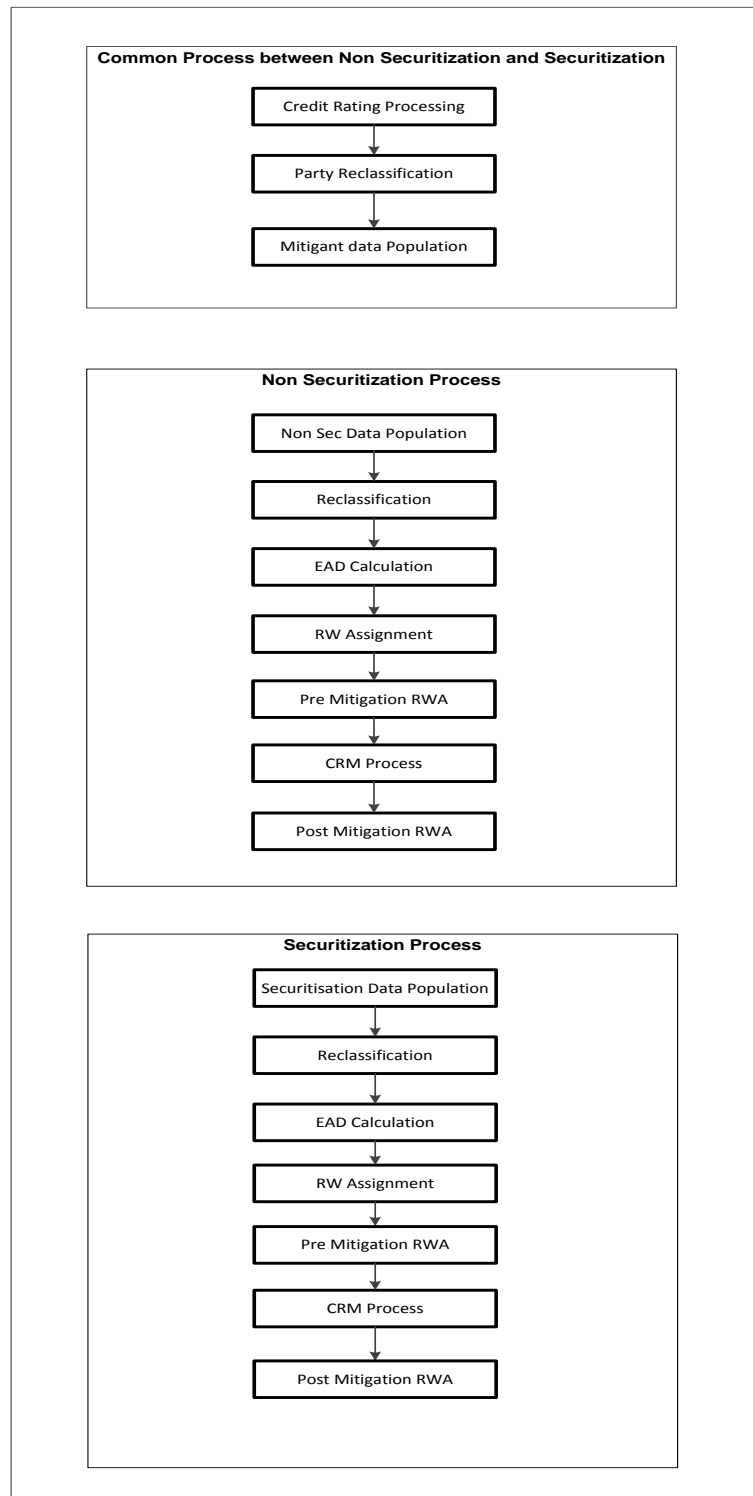 Common Process between Non Securitization and Securitization
Credit Rating Processing
Party Reclassification
Mitigant data Population
Non Securitization Process
Non Sec Data Population
Reclassification
EAD Calculation
RW Assignment
Pre Mitigation RWA
CRM Process
Post Mitigation RWA
Securitization Process
Securitisation Data Population
Reclassification
EAD Calculation
RW Assignment
Pre Mitigation RWA
CRM Process
Post Mitigation RWA